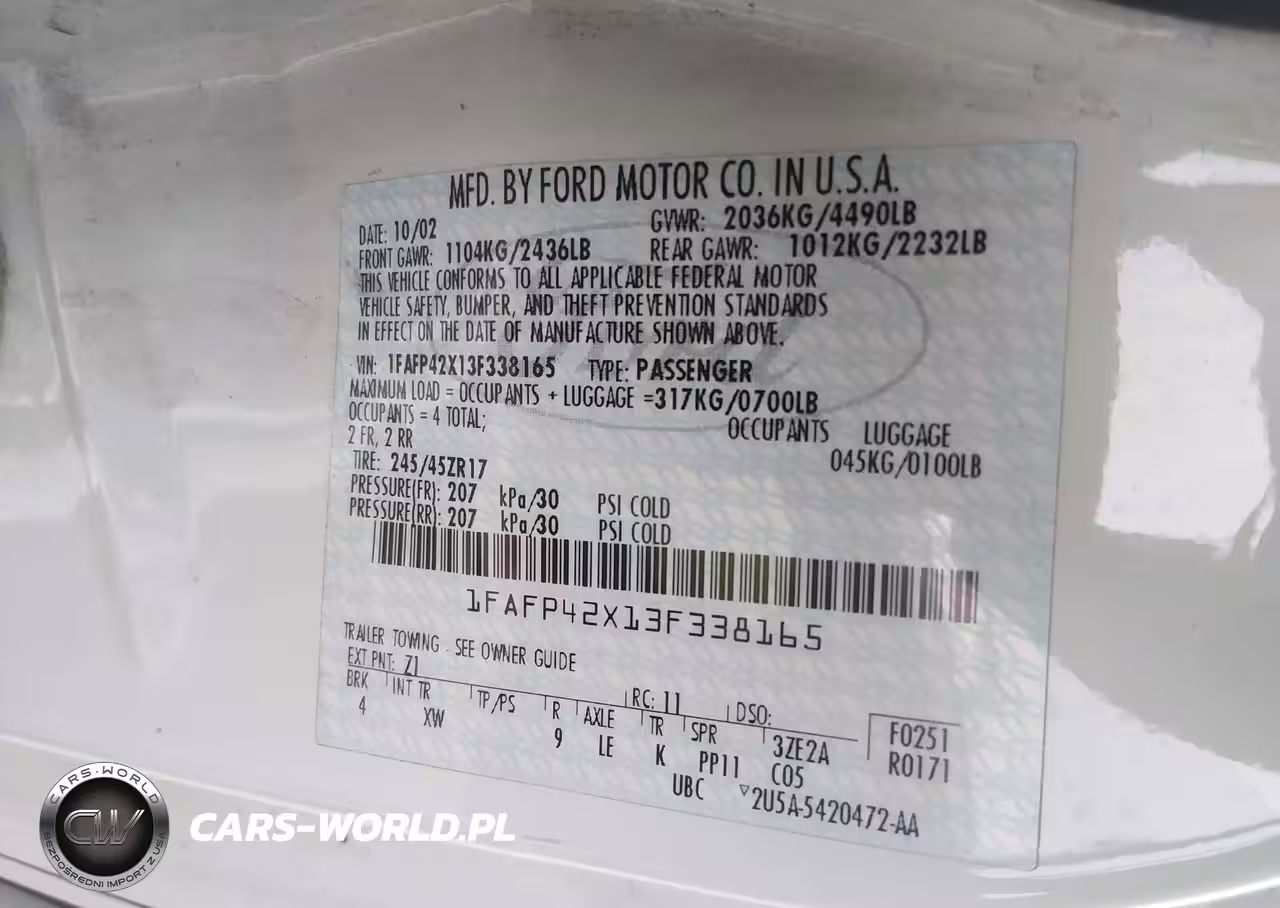 MFD. BY FORD MOTOR CO. IN U.S.A.
DATE: 10/02 GVWR: 2036KG/4490LB
FRONT GAWR: 1104KG/2436LB REAR GAWR: 1012KG/2232LB
THIS VEHICLE CONFORMS TO ALL APPLICABLE FEDERAL MOTOR
VEHICLE SAFETY, BUMPER, AND THEFT PREVENTION STANDARDS
IN EFFECT ON THE DATE OF MANUFACTURE SHOWN ABOVE.
VIN: 1FAFP42X13F338165 TYPE: PASSENGER
MAXIMUM LOAD = OCCUPANTS + LUGGAGE =317KG/0700LB
OCCUPANTS = 4 TOTAL; OCCUPANTS LUGGAGE
2 FR, 2 RR 045KG/0100LB
TIRE: 245/45ZR17
PRESSURE(FR): 207 kPa/30 PSI COLD
PRESSURE(RR): 207 kPa/30 PSI COLD
1FAFP42X13F338165
TRAILER TOWING - SEE OWNER GUIDE
EXT PNT: Z1 RC: 11 DSO:
BRK INT TR TP/PS R AXLE TR SPR 3ZE2A F0251
4 XW 9 LE K PP11 C05 R0171
UBC ▽2U5A-5420472-AA
CARS-WORLD
CW
BEZPOŚREDNI IMPORT Z USA
CARS-WORLD.PL